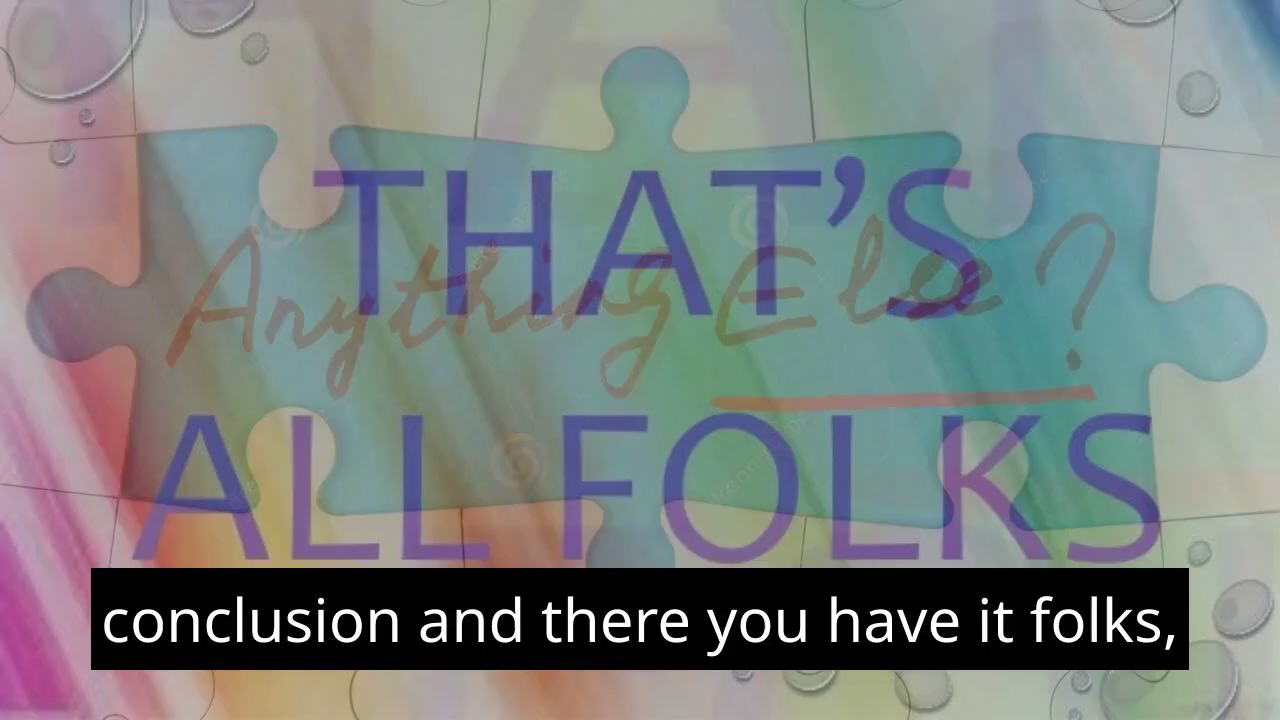 THAT'S
Anything Else?
ALL FOLKS
conclusion and there you have it folks,